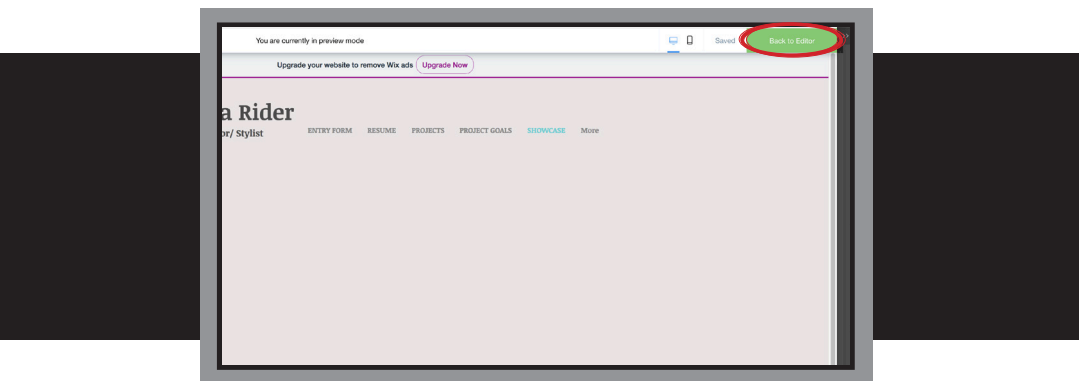 You are currently in preview mode
Saved
Back to Editor
Upgrade your website to remove Wix ads Upgrade Now
a Rider
or/ Stylist
ENTRY FORM RESUME PROJECTS PROJECT GOALS SHOWCASE More